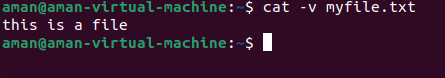 aman@aman-virtual-machine:~$ cat -v myfile.txt
this is a file
aman@aman-virtual-machine:~$